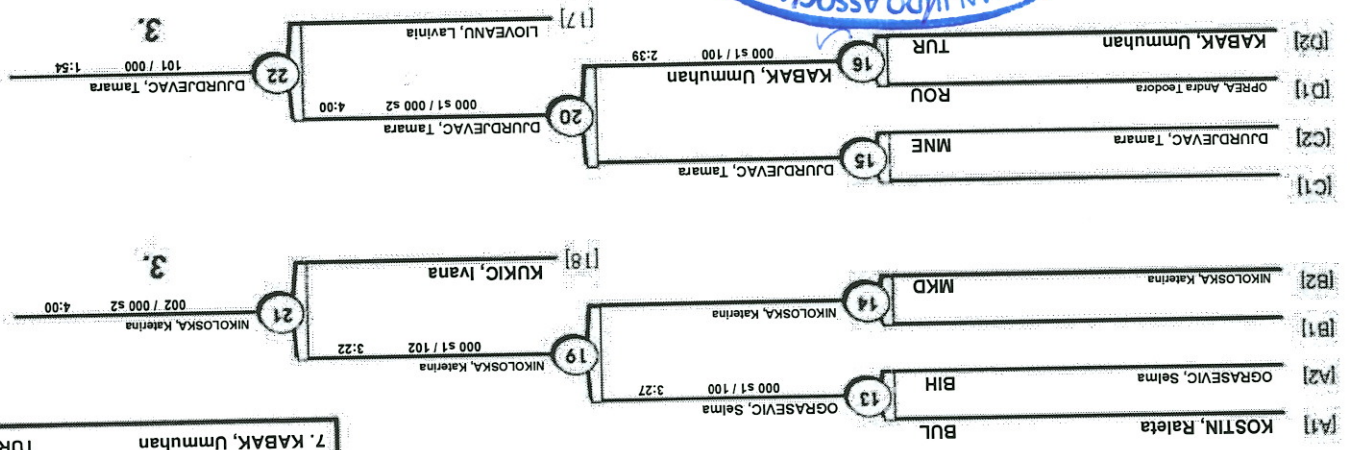 7. KABAK, Ummuhan TUR
[A1] KOSTIN, Raleta BUL
13 OGRASEVIC, Selma
000 s1 / 100 3:27
[A2] OGRASEVIC, Selma BIH
19 NIKOLOSKA, Katerina
000 s1 / 102 3:22
[B1]
14 NIKOLOSKA, Katerina
[B2] NIKOLOSKA, Katerina MKD
21 NIKOLOSKA, Katerina
002 / 000 s2 4:00
[18] KUKIC, Ivana
3.
[C1]
15 DJURDJEVAC, Tamara
[C2] DJURDJEVAC, Tamara MNE
20 DJURDJEVAC, Tamara
000 s1 / 000 s2 4:00
[D1] OPREA, Andra Teodora ROU
16 KABAK, Ummuhan
000 s1 / 100 2:39
[D2] KABAK, Ummuhan TUR
22 DJURDJEVAC, Tamara
101 / 000 1:54
[17] LIOVEANU, Lavinia
3.
AN JUDO ASSOCI